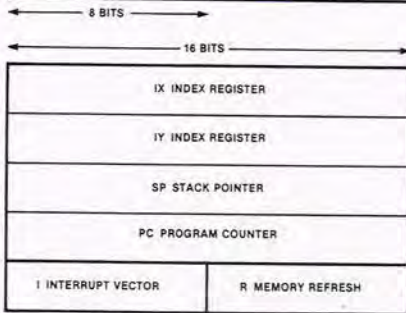 8 BITS
16 BITS
IX INDEX REGISTER
IY INDEX REGISTER
SP STACK POINTER
PC PROGRAM COUNTER
I INTERRUPT VECTOR
R MEMORY REFRESH